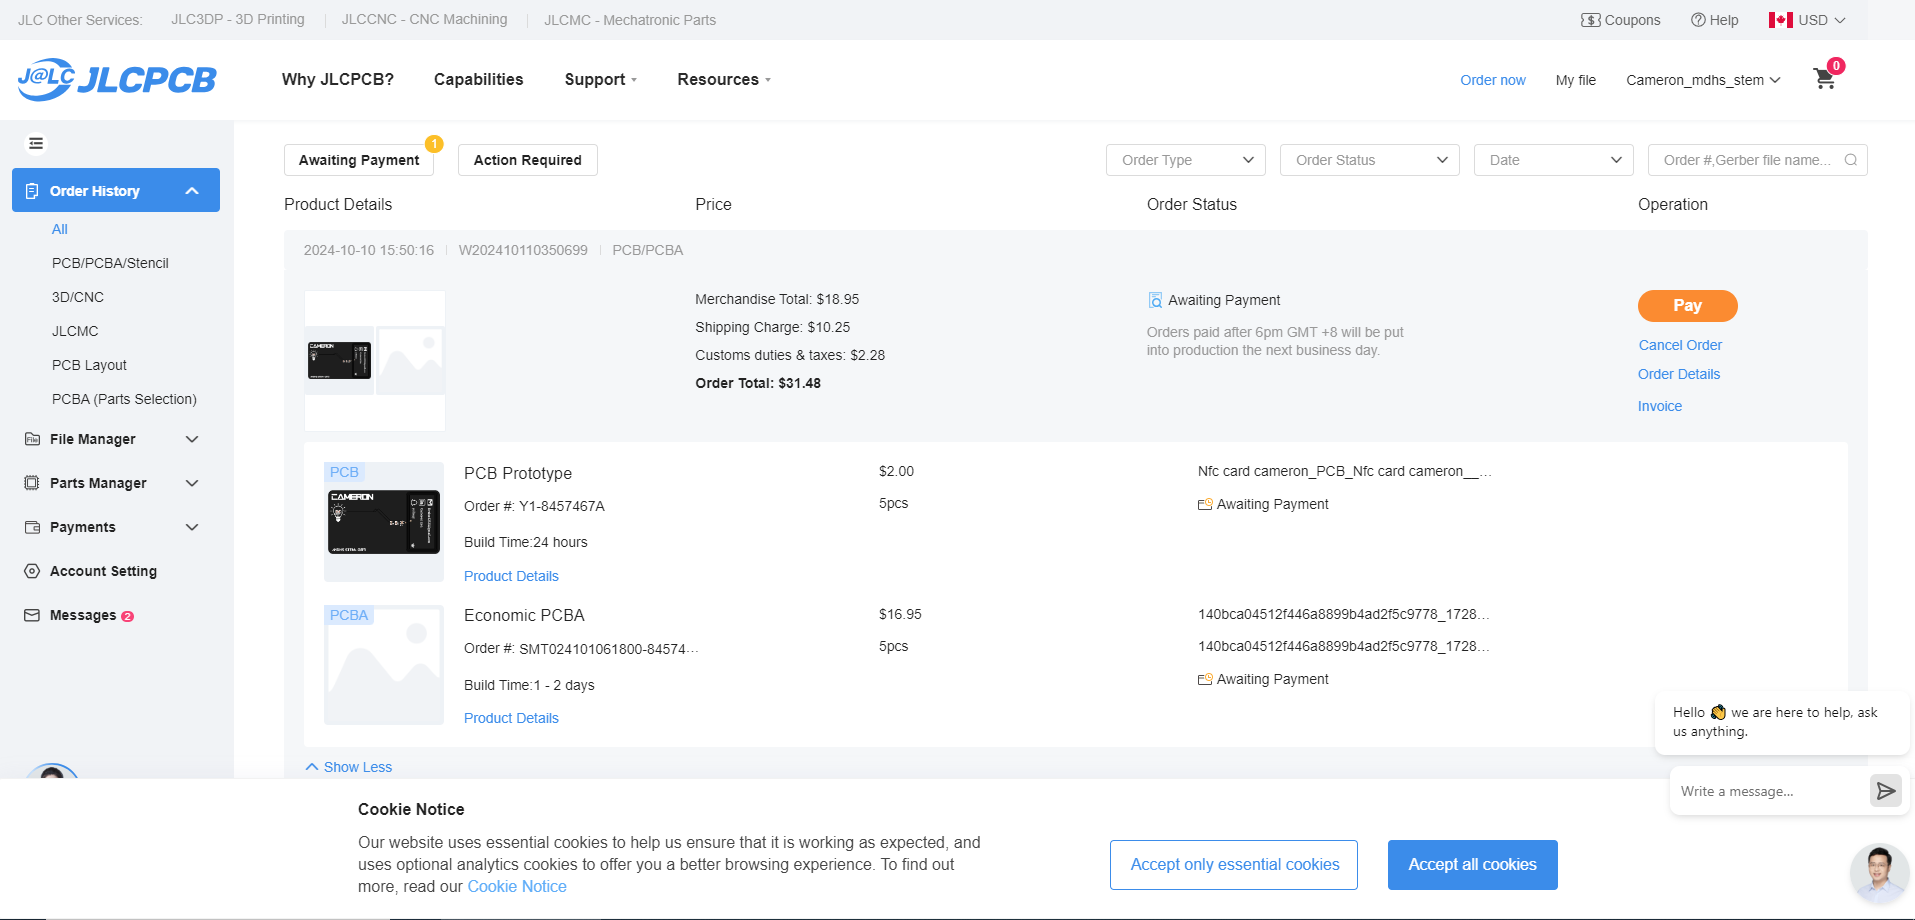 JLC Other Services: JLC3DP - 3D Printing JLCCNC - CNC Machining JLCMC - Mechatronic Parts Coupons Help USD
J@LC JLCPCB Why JLCPCB? Capabilities Support Resources Order now My file Cameron_mdhs_stem 0
Awaiting Payment 1 Action Required Order Type Order Status Date Order #,Gerber file name...
Order History
All
PCB/PCBA/Stencil
3D/CNC
JLCMC
PCB Layout
PCBA (Parts Selection)
File Manager
Parts Manager
Payments
Account Setting
Messages 2
Product Details Price Order Status Operation
2024-10-10 15:50:16 W202410110350699 PCB/PCBA
CAMERON
Merchandise Total: $18.95
Shipping Charge: $10.25
Customs duties & taxes: $2.28
Order Total: $31.48
Awaiting Payment
Orders paid after 6pm GMT +8 will be put
into production the next business day.
Pay
Cancel Order
Order Details
Invoice
PCB
CAMERON
PCB Prototype
Order #: Y1-8457467A
Build Time:24 hours
Product Details
$2.00
5pcs
Nfc card cameron_PCB_Nfc card cameron__...
Awaiting Payment
PCBA
Economic PCBA
Order #: SMT024101061800-84574...
Build Time:1 - 2 days
Product Details
$16.95
5pcs
140bca04512f446a8899b4ad2f5c9778_1728...
140bca04512f446a8899b4ad2f5c9778_1728...
Awaiting Payment
Show Less
Hello 👋 we are here to help, ask
us anything.
Write a message...
Cookie Notice
Our website uses essential cookies to help us ensure that it is working as expected, and
uses optional analytics cookies to offer you a better browsing experience. To find out
more, read our Cookie Notice
Accept only essential cookies
Accept all cookies